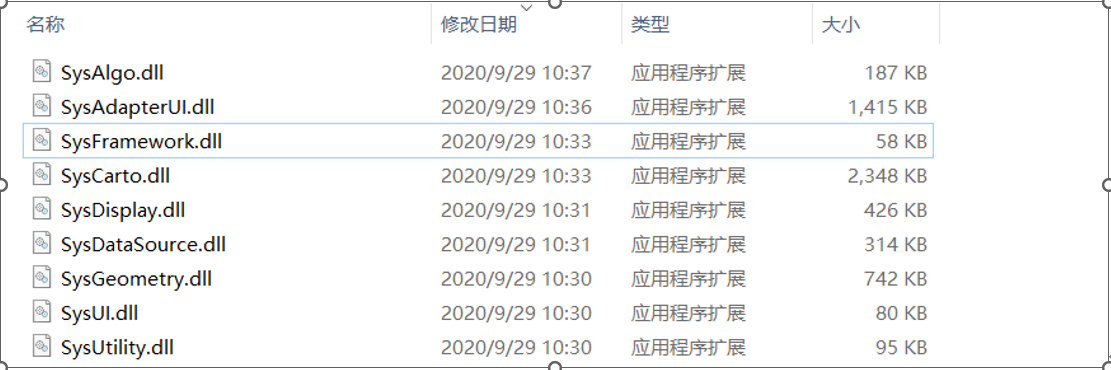 名称 修改日期 类型 大小
SysAlgo.dll 2020/9/29 10:37 应用程序扩展 187 KB
SysAdapterUI.dll 2020/9/29 10:36 应用程序扩展 1,415 KB
SysFramework.dll 2020/9/29 10:33 应用程序扩展 58 KB
SysCarto.dll 2020/9/29 10:33 应用程序扩展 2,348 KB
SysDisplay.dll 2020/9/29 10:31 应用程序扩展 426 KB
SysDataSource.dll 2020/9/29 10:31 应用程序扩展 314 KB
SysGeometry.dll 2020/9/29 10:30 应用程序扩展 742 KB
SysUI.dll 2020/9/29 10:30 应用程序扩展 80 KB
SysUtility.dll 2020/9/29 10:30 应用程序扩展 95 KB